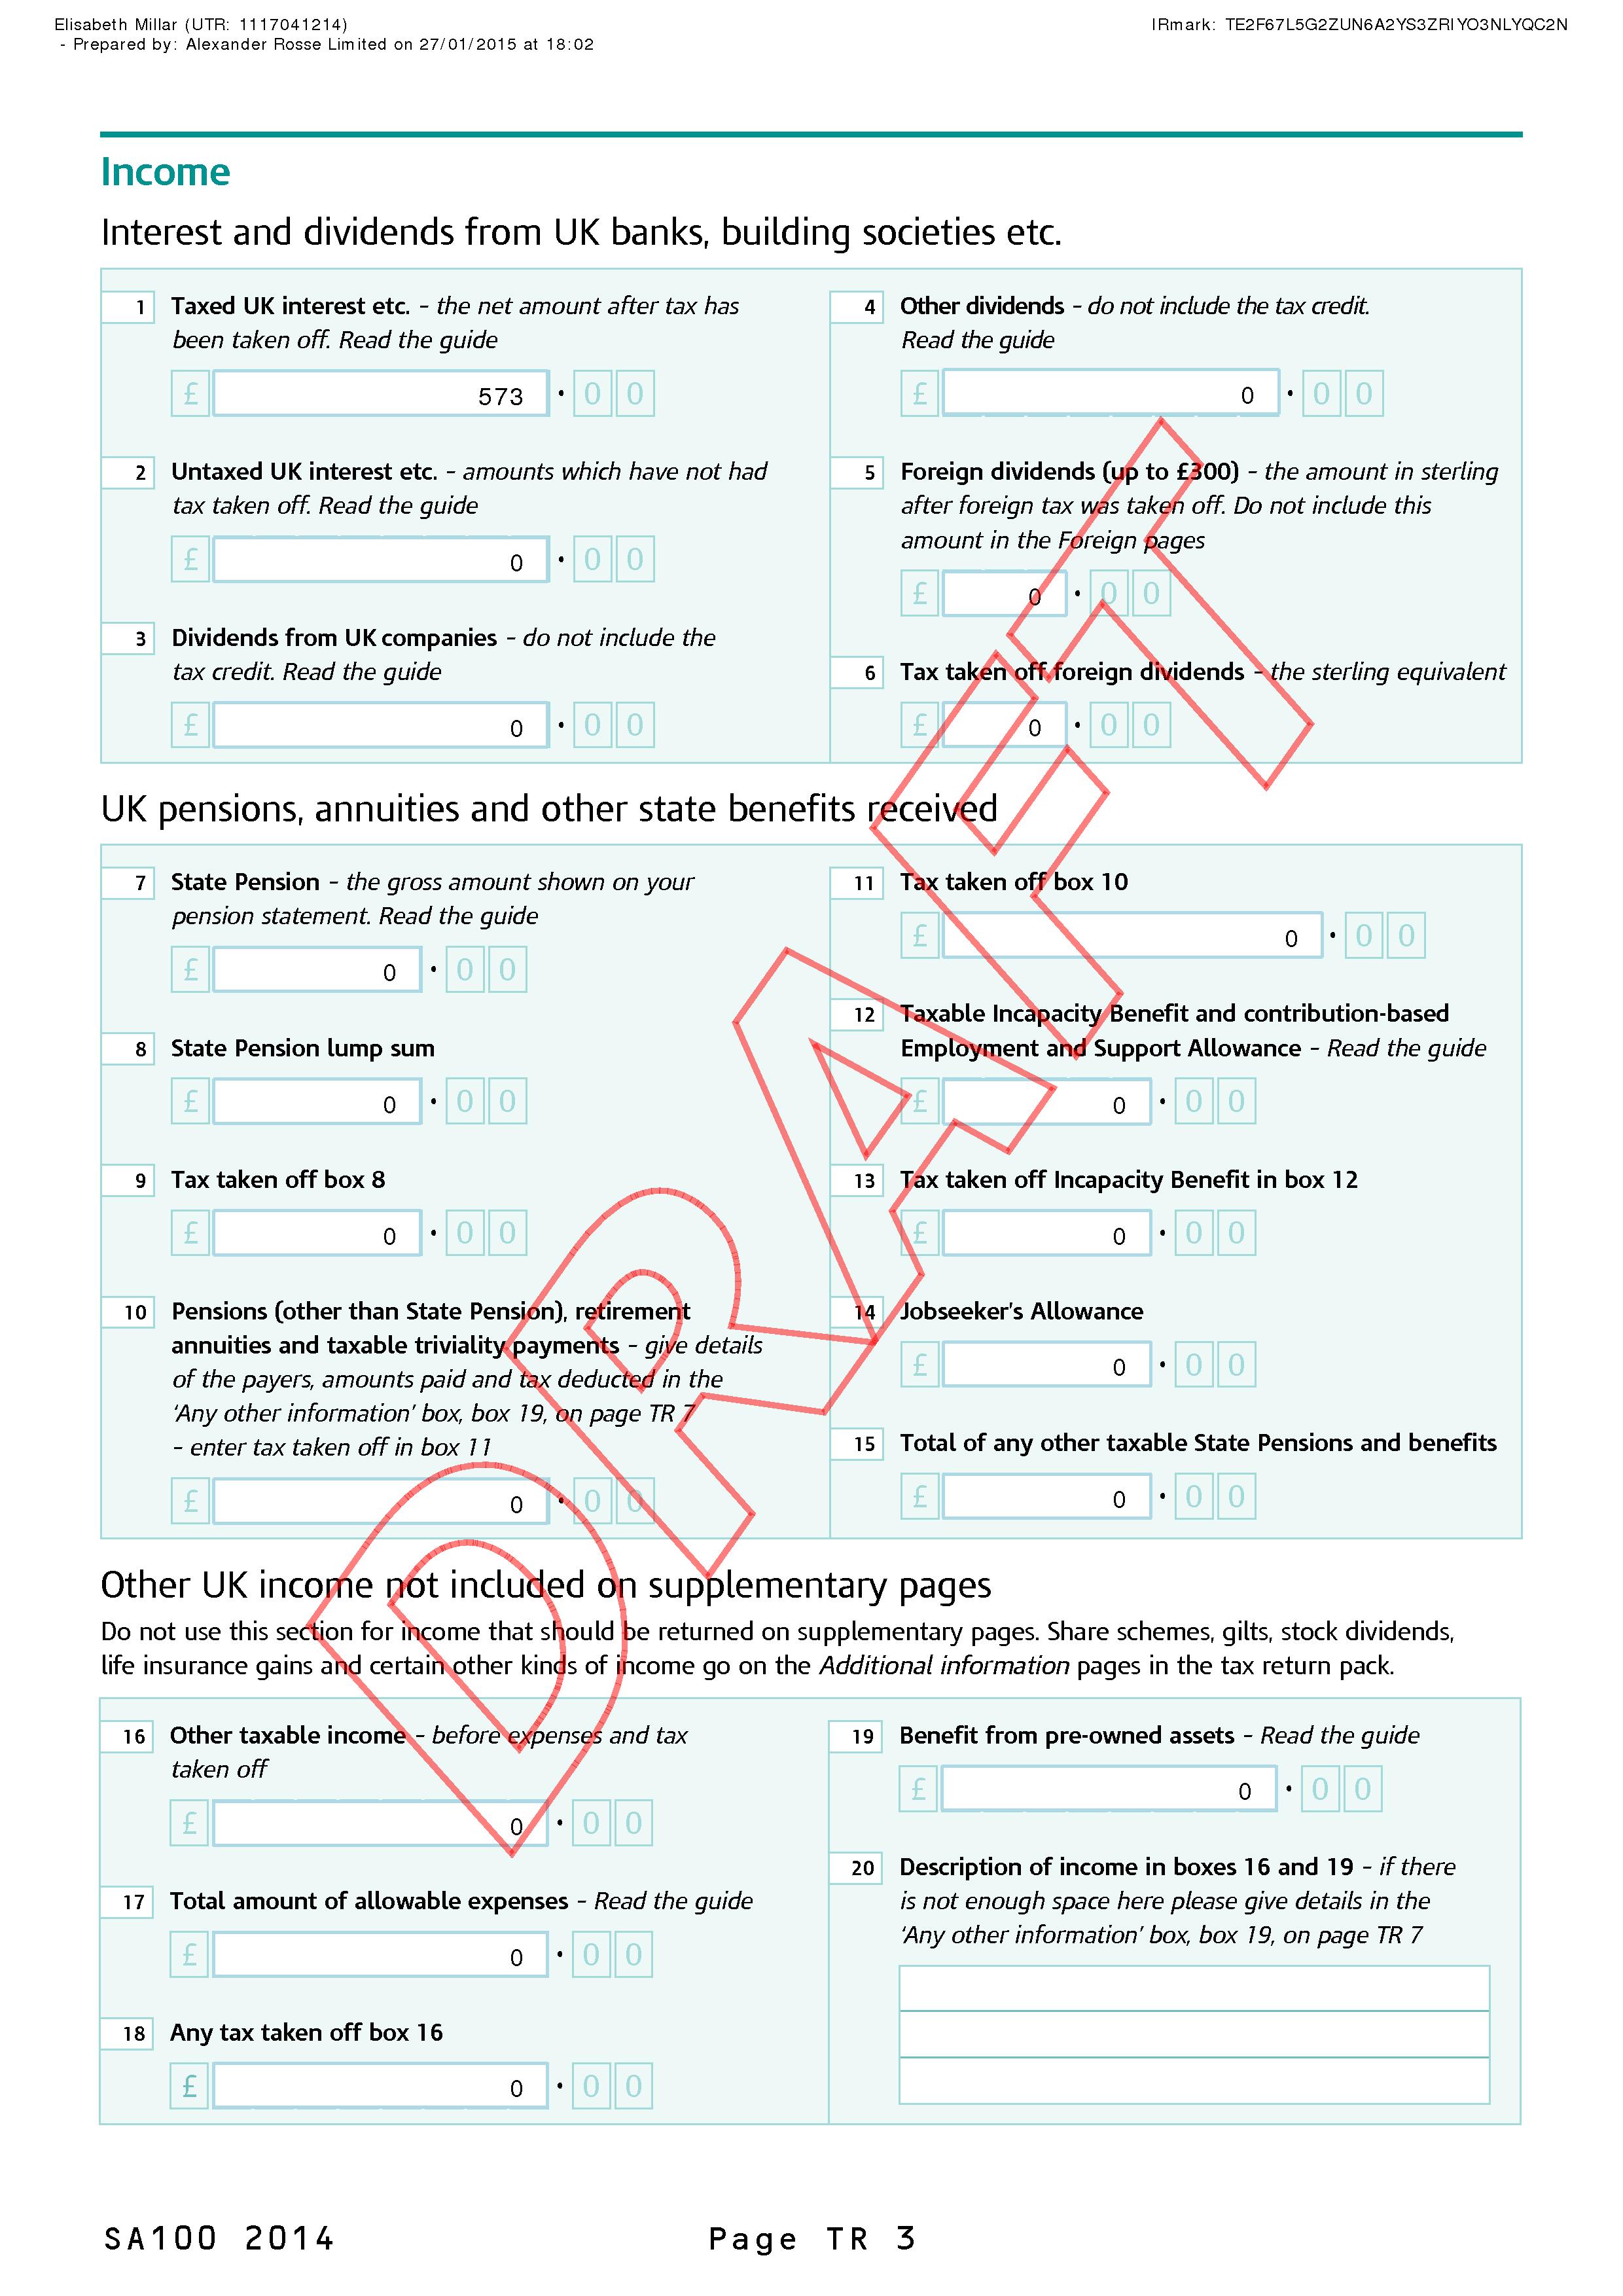 Elisabeth Millar (UTR: 1117041214)
- Prepared by: Alexander Rosse Limited on 27/01/2015 at 18:02
IRmark: TE2F67L5G2ZUN6A2YS3ZRIYO3NLYQC2N
Income
Interest and dividends from UK banks, building societies etc.
1 Taxed UK interest etc. – the net amount after tax has
been taken off. Read the guide
£ 573 • 0 0
2 Untaxed UK interest etc. – amounts which have not had
tax taken off. Read the guide
£ 0 • 0 0
3 Dividends from UK companies – do not include the
tax credit. Read the guide
£ 0 • 0 0
4 Other dividends – do not include the tax credit.
Read the guide
£ 0 • 0 0
5 Foreign dividends (up to £300) – the amount in sterling
after foreign tax was taken off. Do not include this
amount in the Foreign pages
£ 0 • 0 0
6 Tax taken off foreign dividends – the sterling equivalent
£ 0 • 0 0
UK pensions, annuities and other state benefits received
7 State Pension – the gross amount shown on your
pension statement. Read the guide
£ 0 • 0 0
8 State Pension lump sum
£ 0 • 0 0
9 Tax taken off box 8
£ 0 • 0 0
10 Pensions (other than State Pension), retirement
annuities and taxable triviality payments – give details
of the payers, amounts paid and tax deducted in the
‘Any other information’ box, box 19, on page TR 7
– enter tax taken off in box 11
£ 0 • 0 0
11 Tax taken off box 10
£ 0 • 0 0
12 Taxable Incapacity Benefit and contribution-based
Employment and Support Allowance – Read the guide
£ 0 • 0 0
13 Tax taken off Incapacity Benefit in box 12
£ 0 • 0 0
14 Jobseeker’s Allowance
£ 0 • 0 0
15 Total of any other taxable State Pensions and benefits
£ 0 • 0 0
DRAFT
Other UK income not included on supplementary pages
Do not use this section for income that should be returned on supplementary pages. Share schemes, gilts, stock dividends,
life insurance gains and certain other kinds of income go on the Additional information pages in the tax return pack.
16 Other taxable income – before expenses and tax
taken off
£ 0 • 0 0
17 Total amount of allowable expenses – Read the guide
£ 0 • 0 0
18 Any tax taken off box 16
£ 0 • 0 0
19 Benefit from pre-owned assets – Read the guide
£ 0 • 0 0
20 Description of income in boxes 16 and 19 – if there
is not enough space here please give details in the
‘Any other information’ box, box 19, on page TR 7
SA100 2014
Page TR 3